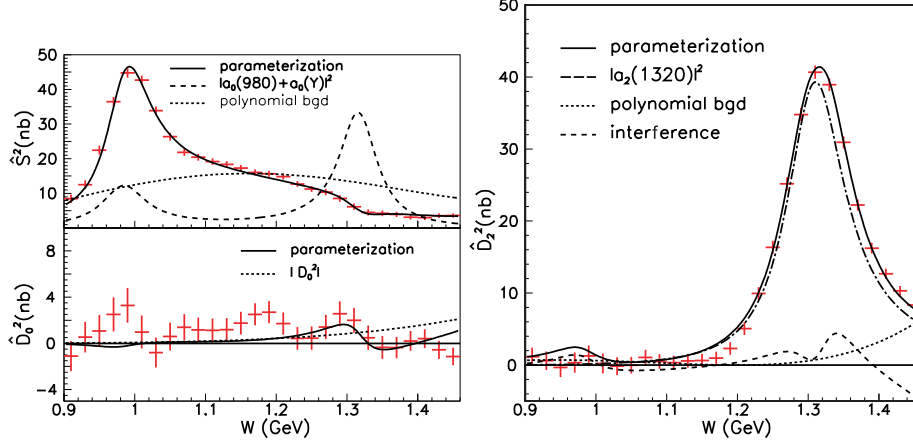 50
40
30
20
10
Ŝ²(nb)
parameterization
|a₀(980)+a₀(Y)|²
polynomial bgd
8
4
0
-4
D̂₀²(nb)
parameterization
| D₀²|
0.9 1 1.1 1.2 1.3 1.4
W (GeV)
50
40
30
20
10
0
D̂₂²(nb)
parameterization
|a₂(1320)|²
polynomial bgd
interference
0.9 1 1.1 1.2 1.3 1.4
W (GeV)